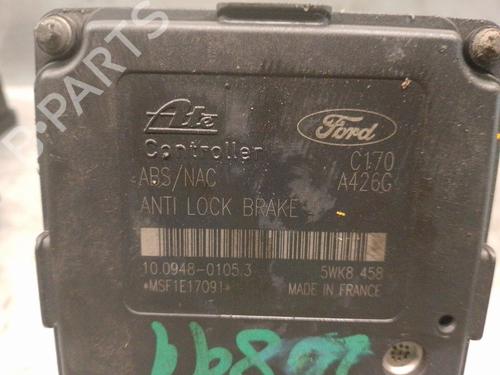 B-PARTS
Ate
Ford
Controller
C170
ABS/NAC
A426G
ANTI LOCK BRAKE
10.0948-0105.3
5WK8 458
*MSF1E1709I*
MADE IN FRANCE